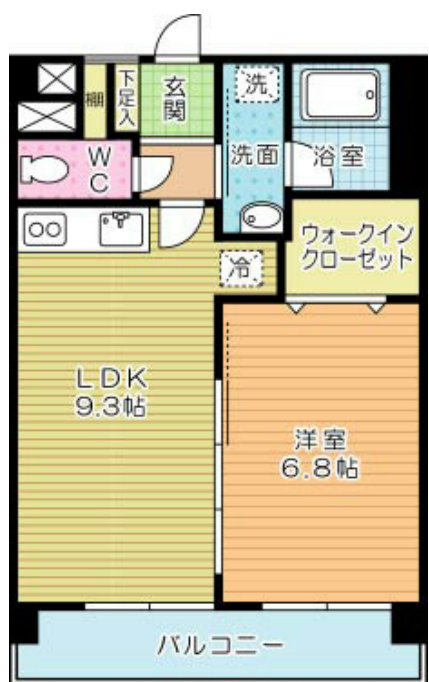 棚
下足入
玄関
洗
洗面
浴室
WC
冷
ウォークイン
クローゼット
LDK
9.3帖
洋室
6.8帖
バルコニー